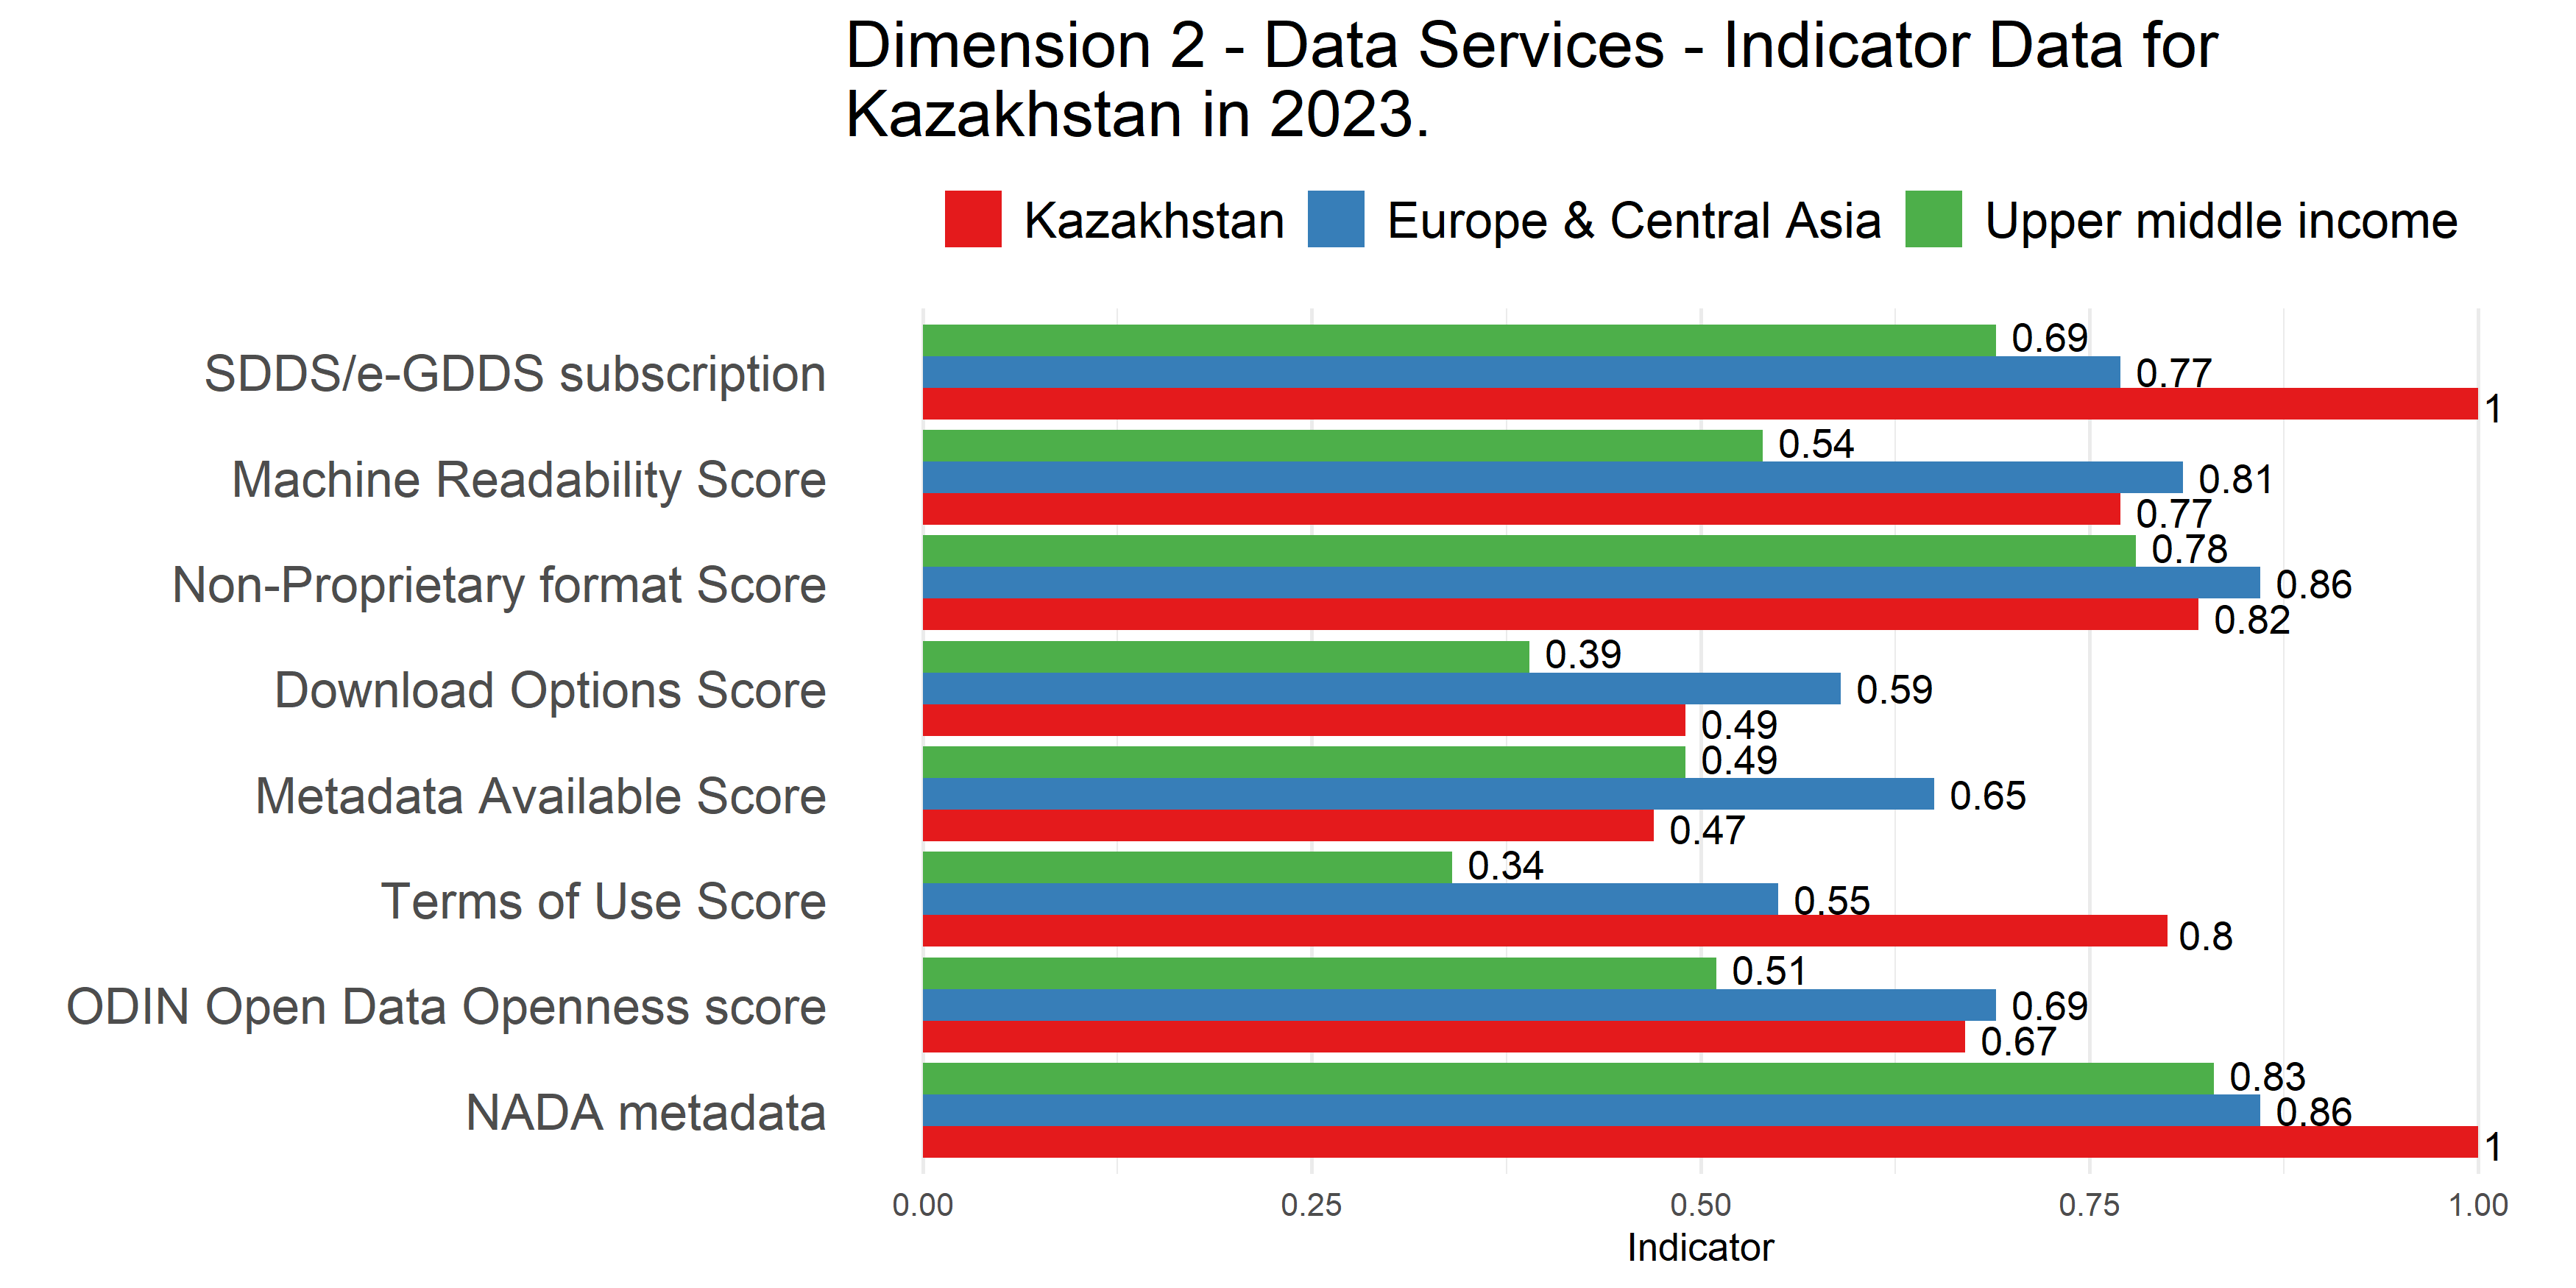 Dimension 2 - Data Services - Indicator Data for
Kazakhstan in 2023.
Kazakhstan Europe & Central Asia Upper middle income
SDDS/e-GDDS subscription
0.69
0.77
1
Machine Readability Score
0.54
0.81
0.77
Non-Proprietary format Score
0.78
0.86
0.82
Download Options Score
0.39
0.59
0.49
Metadata Available Score
0.49
0.65
0.47
Terms of Use Score
0.34
0.55
0.8
ODIN Open Data Openness score
0.51
0.69
0.67
NADA metadata
0.83
0.86
1
0.00 0.25 0.50 0.75 1.00
Indicator